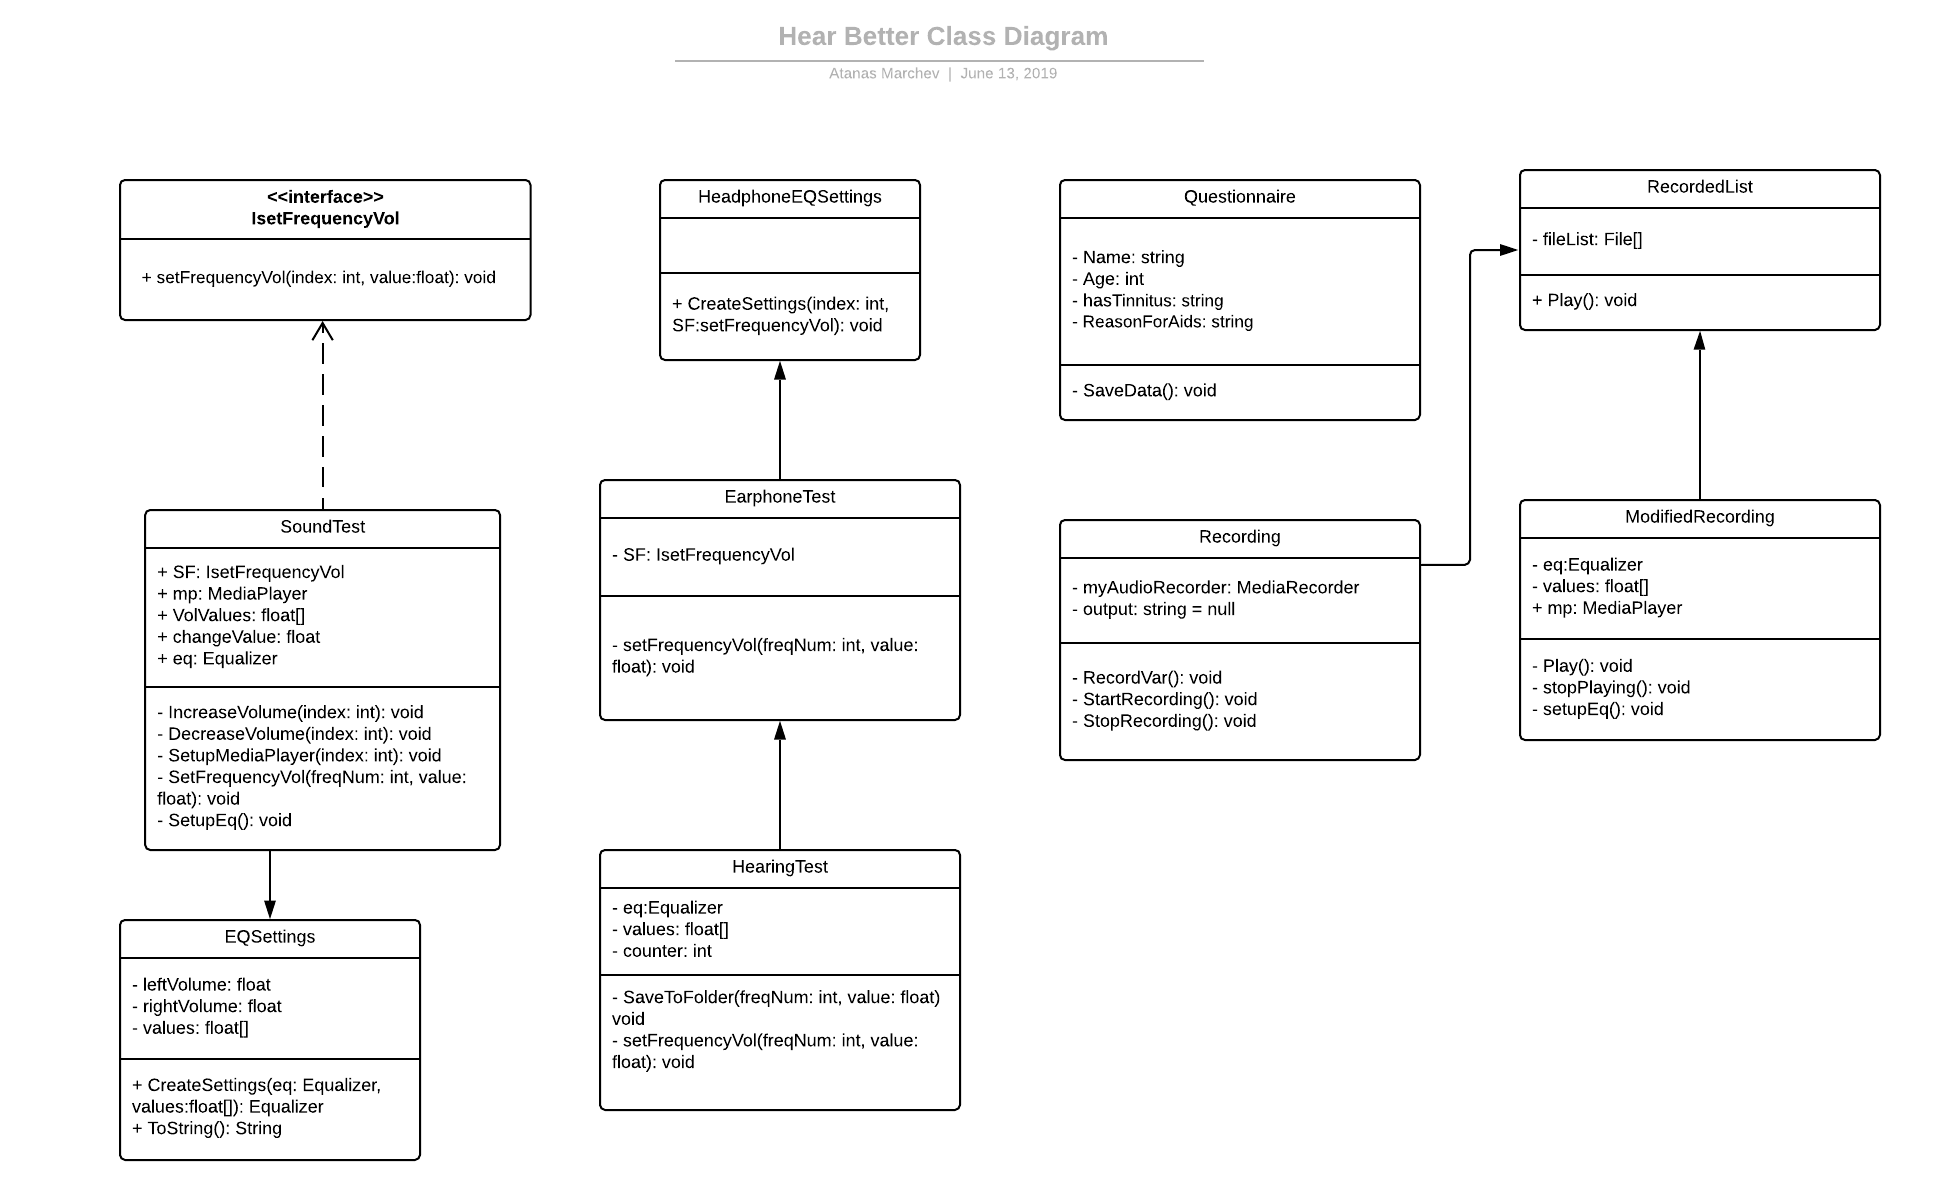 Hear Better Class Diagram
Atanas Marchev | June 13, 2019
<<interface>>
IsetFrequencyVol
+ setFrequencyVol(index: int, value:float): void
SoundTest
+ SF: IsetFrequencyVol
+ mp: MediaPlayer
+ VolValues: float[]
+ changeValue: float
+ eq: Equalizer
- IncreaseVolume(index: int): void
- DecreaseVolume(index: int): void
- SetupMediaPlayer(index: int): void
- SetFrequencyVol(freqNum: int, value:
float): void
- SetupEq(): void
EQSettings
- leftVolume: float
- rightVolume: float
- values: float[]
+ CreateSettings(eq: Equalizer,
values:float[]): Equalizer
+ ToString(): String
HeadphoneEQSettings
+ CreateSettings(index: int,
SF:setFrequencyVol): void
EarphoneTest
- SF: IsetFrequencyVol
- setFrequencyVol(freqNum: int, value:
float): void
HearingTest
- eq:Equalizer
- values: float[]
- counter: int
- SaveToFolder(freqNum: int, value: float)
void
- setFrequencyVol(freqNum: int, value:
float): void
Questionnaire
- Name: string
- Age: int
- hasTinnitus: string
- ReasonForAids: string
- SaveData(): void
Recording
- myAudioRecorder: MediaRecorder
- output: string = null
- RecordVar(): void
- StartRecording(): void
- StopRecording(): void
RecordedList
- fileList: File[]
+ Play(): void
ModifiedRecording
- eq:Equalizer
- values: float[]
+ mp: MediaPlayer
- Play(): void
- stopPlaying(): void
- setupEq(): void